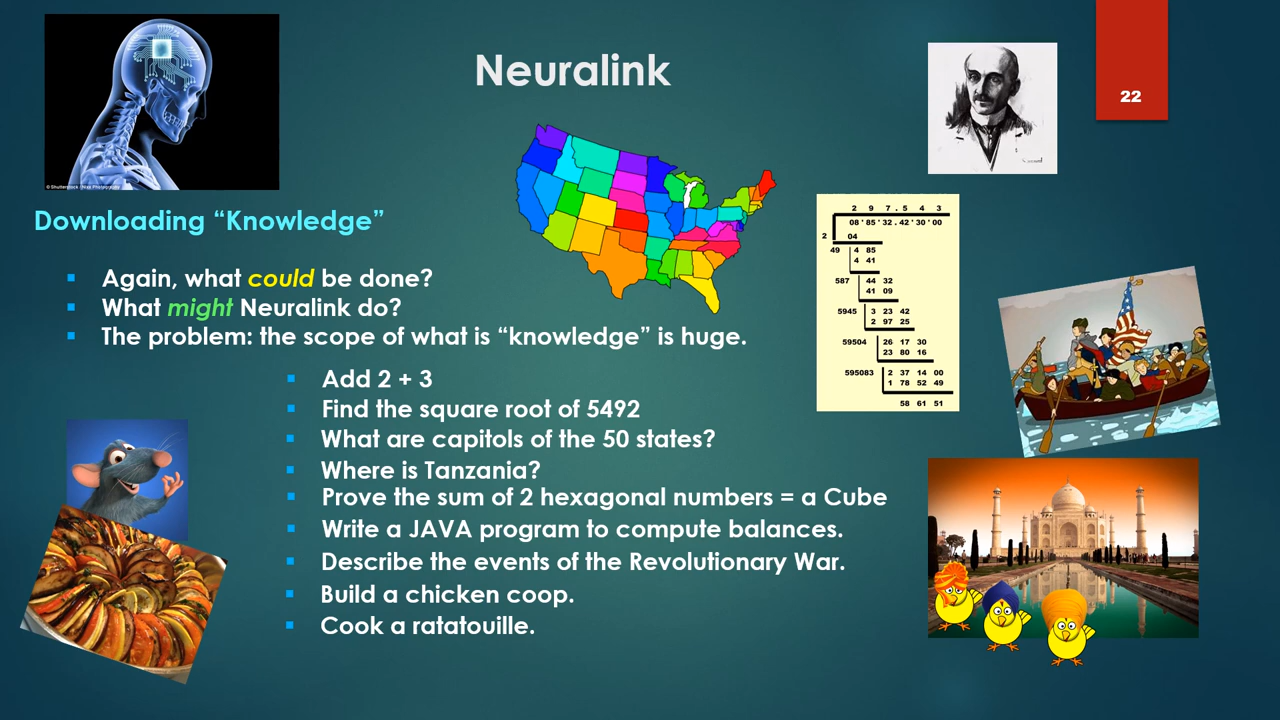 Neuralink
22
© Shutterstock / Max Photography
Downloading “Knowledge”
Again, what could be done?
What might Neuralink do?
The problem: the scope of what is “knowledge” is huge.
Add 2 + 3
Find the square root of 5492
What are capitols of the 50 states?
Where is Tanzania?
Prove the sum of 2 hexagonal numbers = a Cube
Write a JAVA program to compute balances.
Describe the events of the Revolutionary War.
Build a chicken coop.
Cook a ratatouille.
2 9 7 . 5 4 3
08 ' 85 ' 32 . 42 ' 30 ' 00
2 04
49 4 85
4 41
587 44 32
41 09
5945 3 23 42
2 97 25
59504 26 17 30
23 80 16
595083 2 37 14 00
1 78 52 49
58 61 51